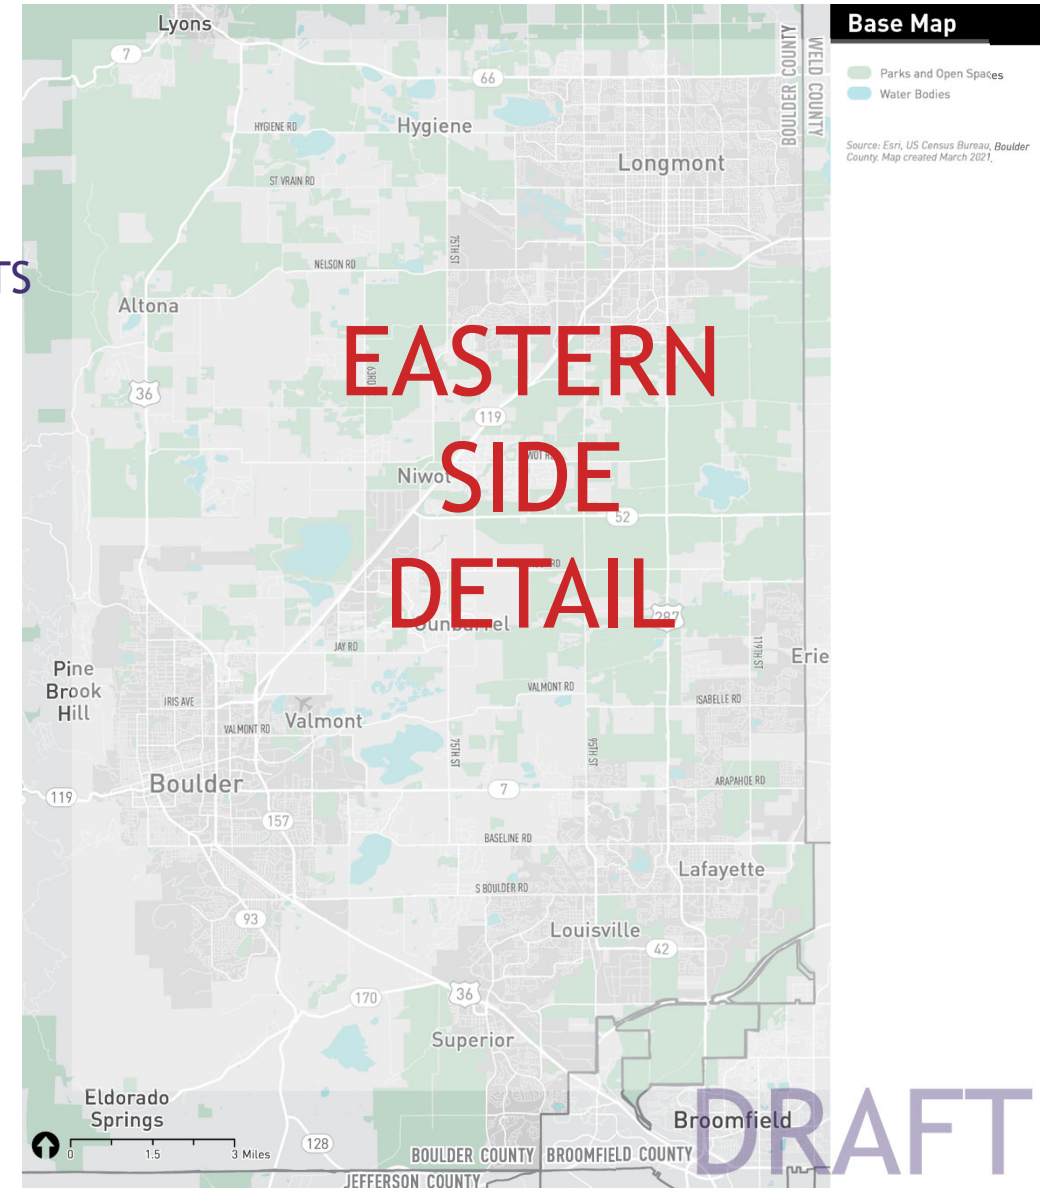 Lyons
Base Map
7
66
BOULDER COUNTY
WELD COUNTY
Parks and Open Spaces
Water Bodies
HYGIENE RD
Hygiene
Longmont
Source: Esri, US Census Bureau, Boulder
County. Map created March 2021.
ST VRAIN RD
75TH ST
NELSON RD
TS
Altona
EASTERN
63RD
36
119
SIDE
Niwot
52
DETAIL
Gunbarrel
287
JAY RD
119TH ST
Erie
Pine
Brook
Hill
VALMONT RD
IRIS AVE
ISABELLE RD
VALMONT RD
Valmont
75TH ST
95TH ST
Boulder
ARAPAHOE RD
119
7
157
BASELINE RD
Lafayette
S BOULDER RD
93
Louisville
42
170
36
Superior
Eldorado
Springs
Broomfield
DRAFT
0 1.5 3 Miles
128
BOULDER COUNTY
BROOMFIELD COUNTY
JEFFERSON COUNTY